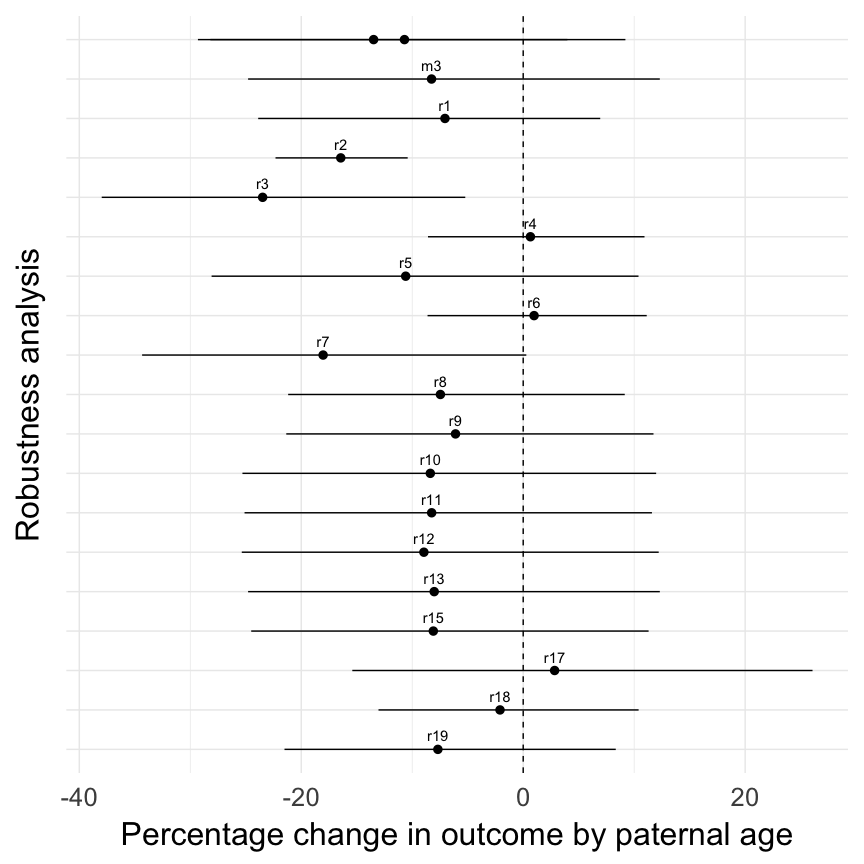 m3
r1
r2
r3
r4
r5
r6
r7
r8
r9
r10
r11
r12
r13
r15
r17
r18
r19
Robustness analysis
-40 -20 0 20
Percentage change in outcome by paternal age